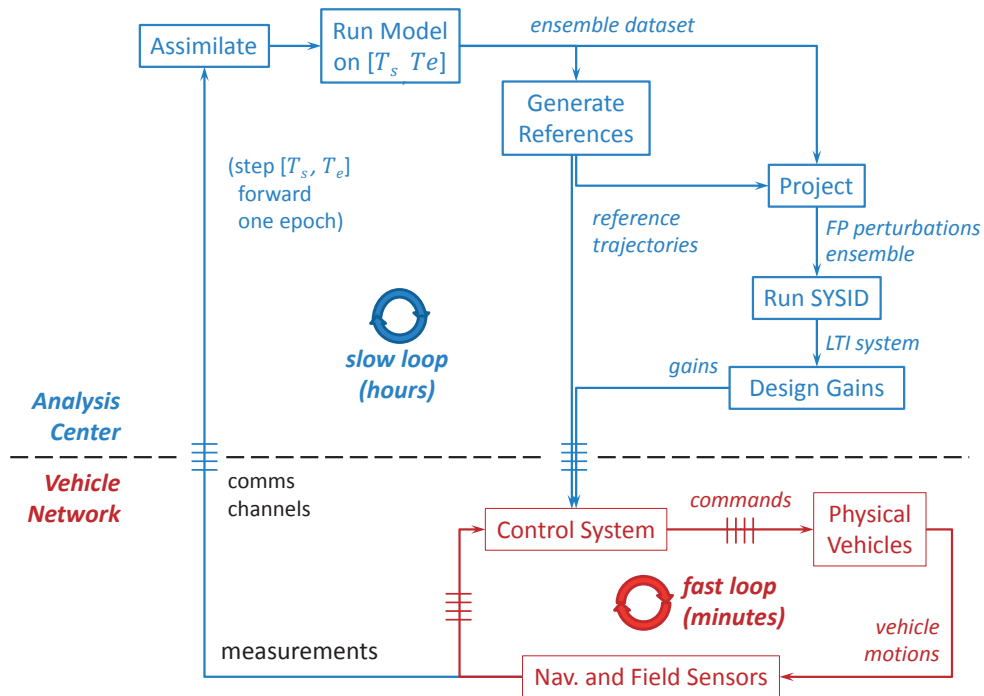 Assimilate
Run Model
on [T_s, Te]
ensemble dataset
Generate
References
(step [T_s, T_e]
forward
one epoch)
Project
reference
trajectories
FP perturbations
ensemble
Run SYSID
slow loop
(hours)
LTI system
gains
Design Gains
Analysis
Center
Vehicle
Network
comms
channels
commands
Control System
Physical
Vehicles
fast loop
(minutes)
vehicle
motions
measurements
Nav. and Field Sensors